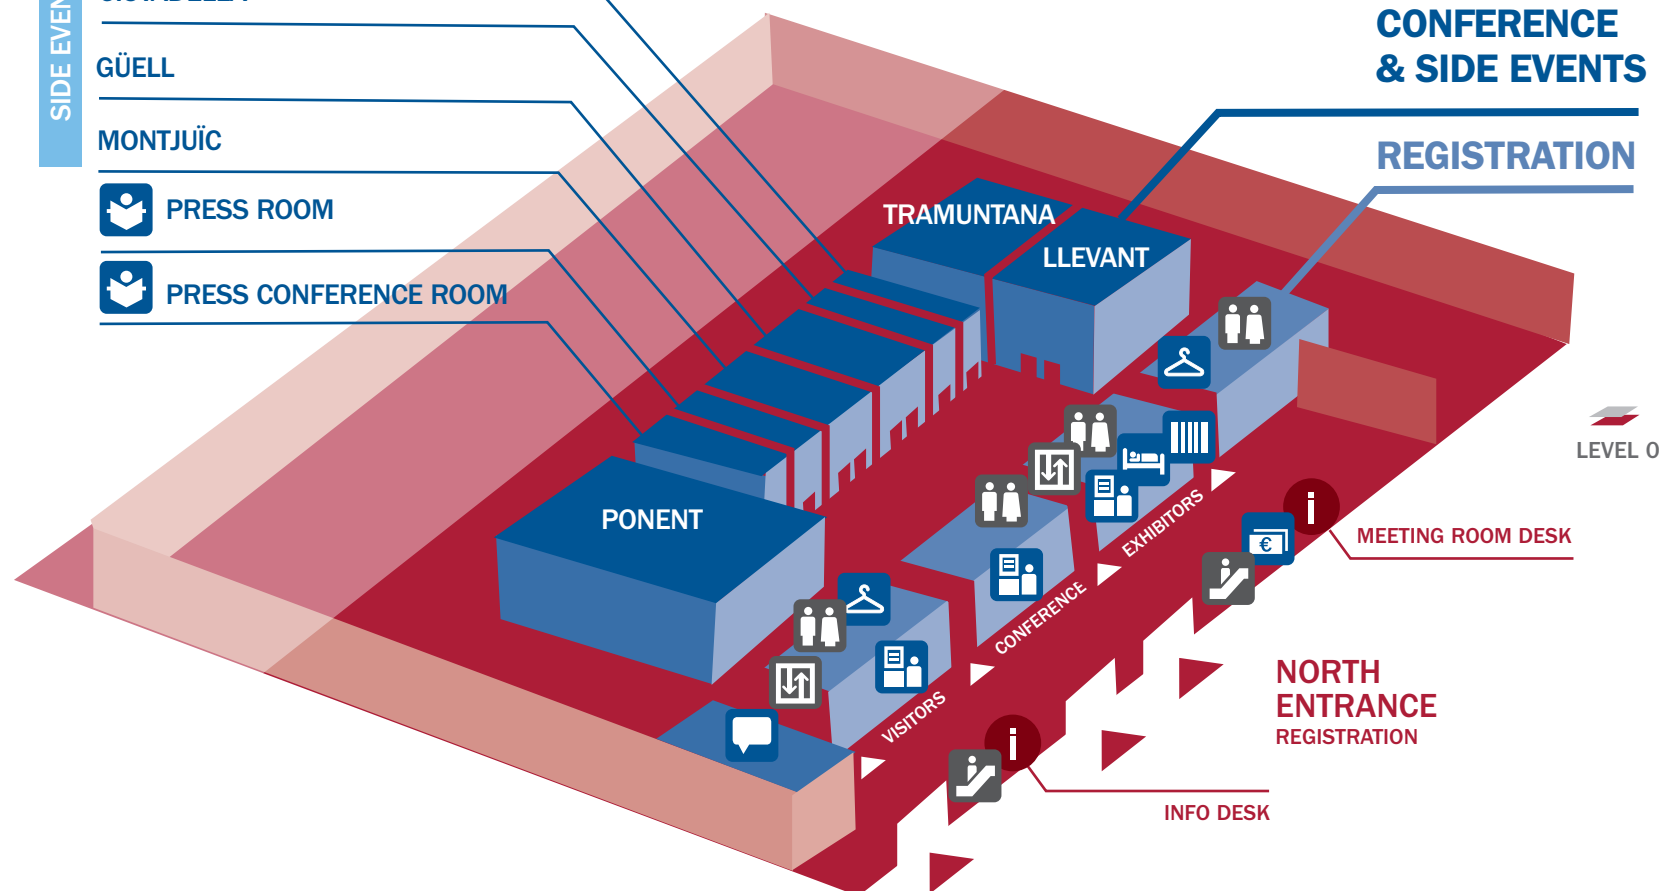 SIDE EVEN
GÜELL
MONTJUÏC
PRESS ROOM
PRESS CONFERENCE ROOM
CONFERENCE
& SIDE EVENTS
REGISTRATION
TRAMUNTANA
LLEVANT
PONENT
LEVEL 0
EXHIBITORS
CONFERENCE
VISITORS
i
€
MEETING ROOM DESK
NORTH
ENTRANCE
REGISTRATION
i
INFO DESK